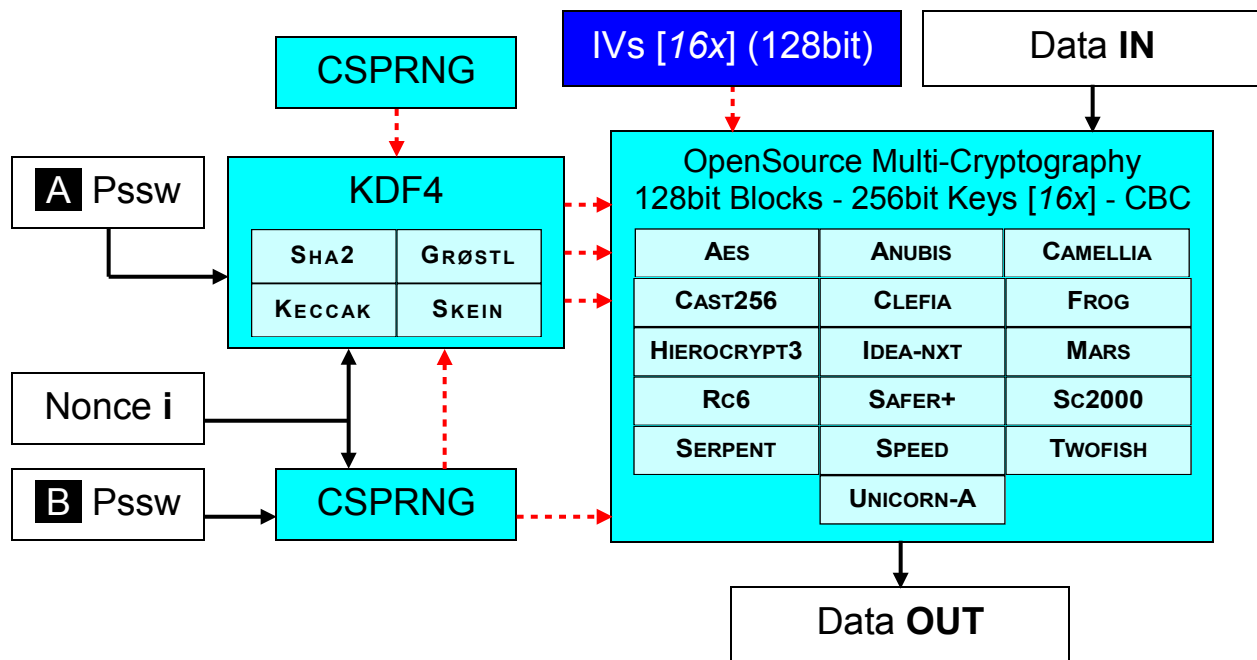 IVs [16x] (128bit)
Data IN
CSPRNG
OpenSource Multi-Cryptography
128bit Blocks - 256bit Keys [16x] - CBC
A Pssw
KDF4
SHA2 GRØSTL
KECCAK SKEIN
AES ANUBIS CAMELLIA
CAST256 CLEFIA FROG
HIEROCRYPT3 IDEA-NXT MARS
RC6 SAFER+ SC2000
SERPENT SPEED TWOFISH
UNICORN-A
Nonce i
B Pssw
CSPRNG
Data OUT